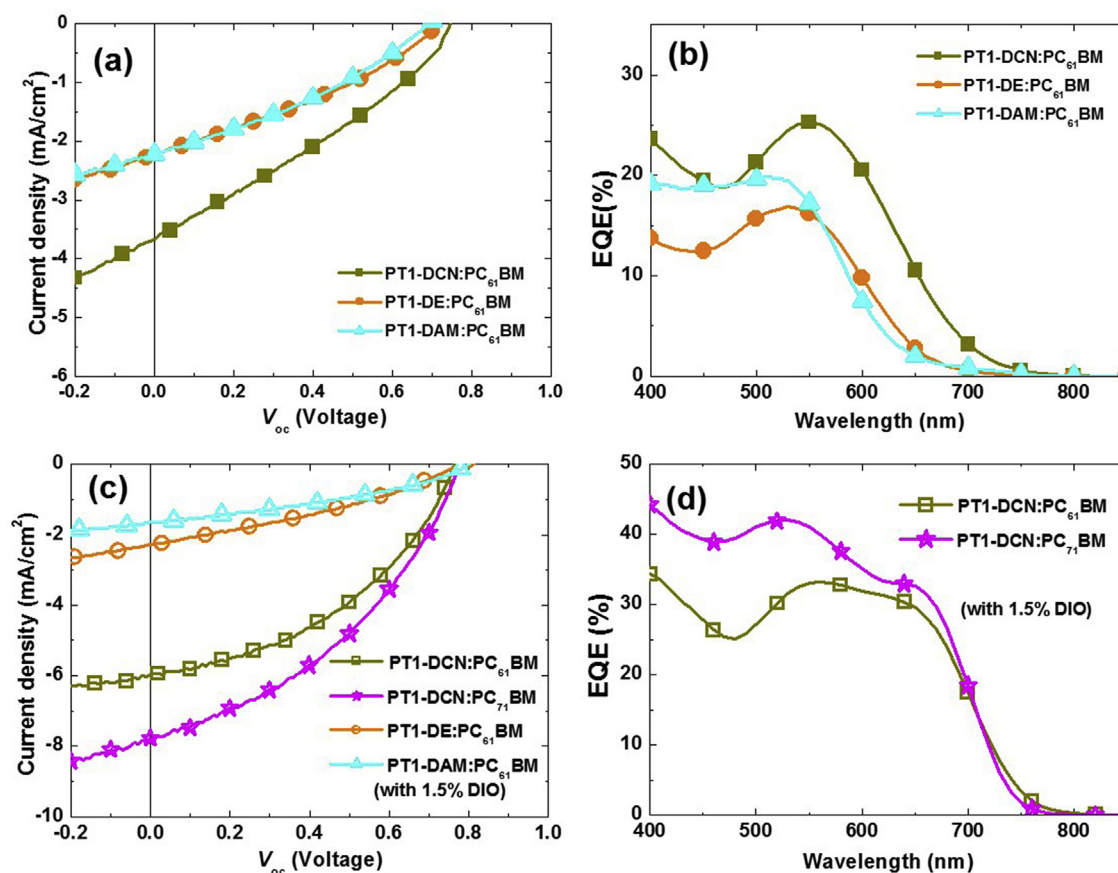 (a)
Current density (mA/cm²)
0
-1
-2
-3
-4
-5
-6
PT1-DCN:PC₆₁BM
PT1-DE:PC₆₁BM
PT1-DAM:PC₆₁BM
-0.2 0.0 0.2 0.4 0.6 0.8 1.0
Voc (Voltage)
(b)
EQE(%)
30
20
10
0
PT1-DCN:PC₆₁BM
PT1-DE:PC₆₁BM
PT1-DAM:PC₆₁BM
400 500 600 700 800
Wavelength (nm)
(c)
Current density (mA/cm²)
0
-2
-4
-6
-8
-10
PT1-DCN:PC₆₁BM
PT1-DCN:PC₇₁BM
PT1-DE:PC₆₁BM
PT1-DAM:PC₆₁BM
(with 1.5% DIO)
-0.2 0.0 0.2 0.4 0.6 0.8 1.0
Voc (Voltage)
(d)
EQE (%)
50
40
30
20
10
0
PT1-DCN:PC₆₁BM
PT1-DCN:PC₇₁BM
(with 1.5% DIO)
400 500 600 700 800
Wavelength (nm)